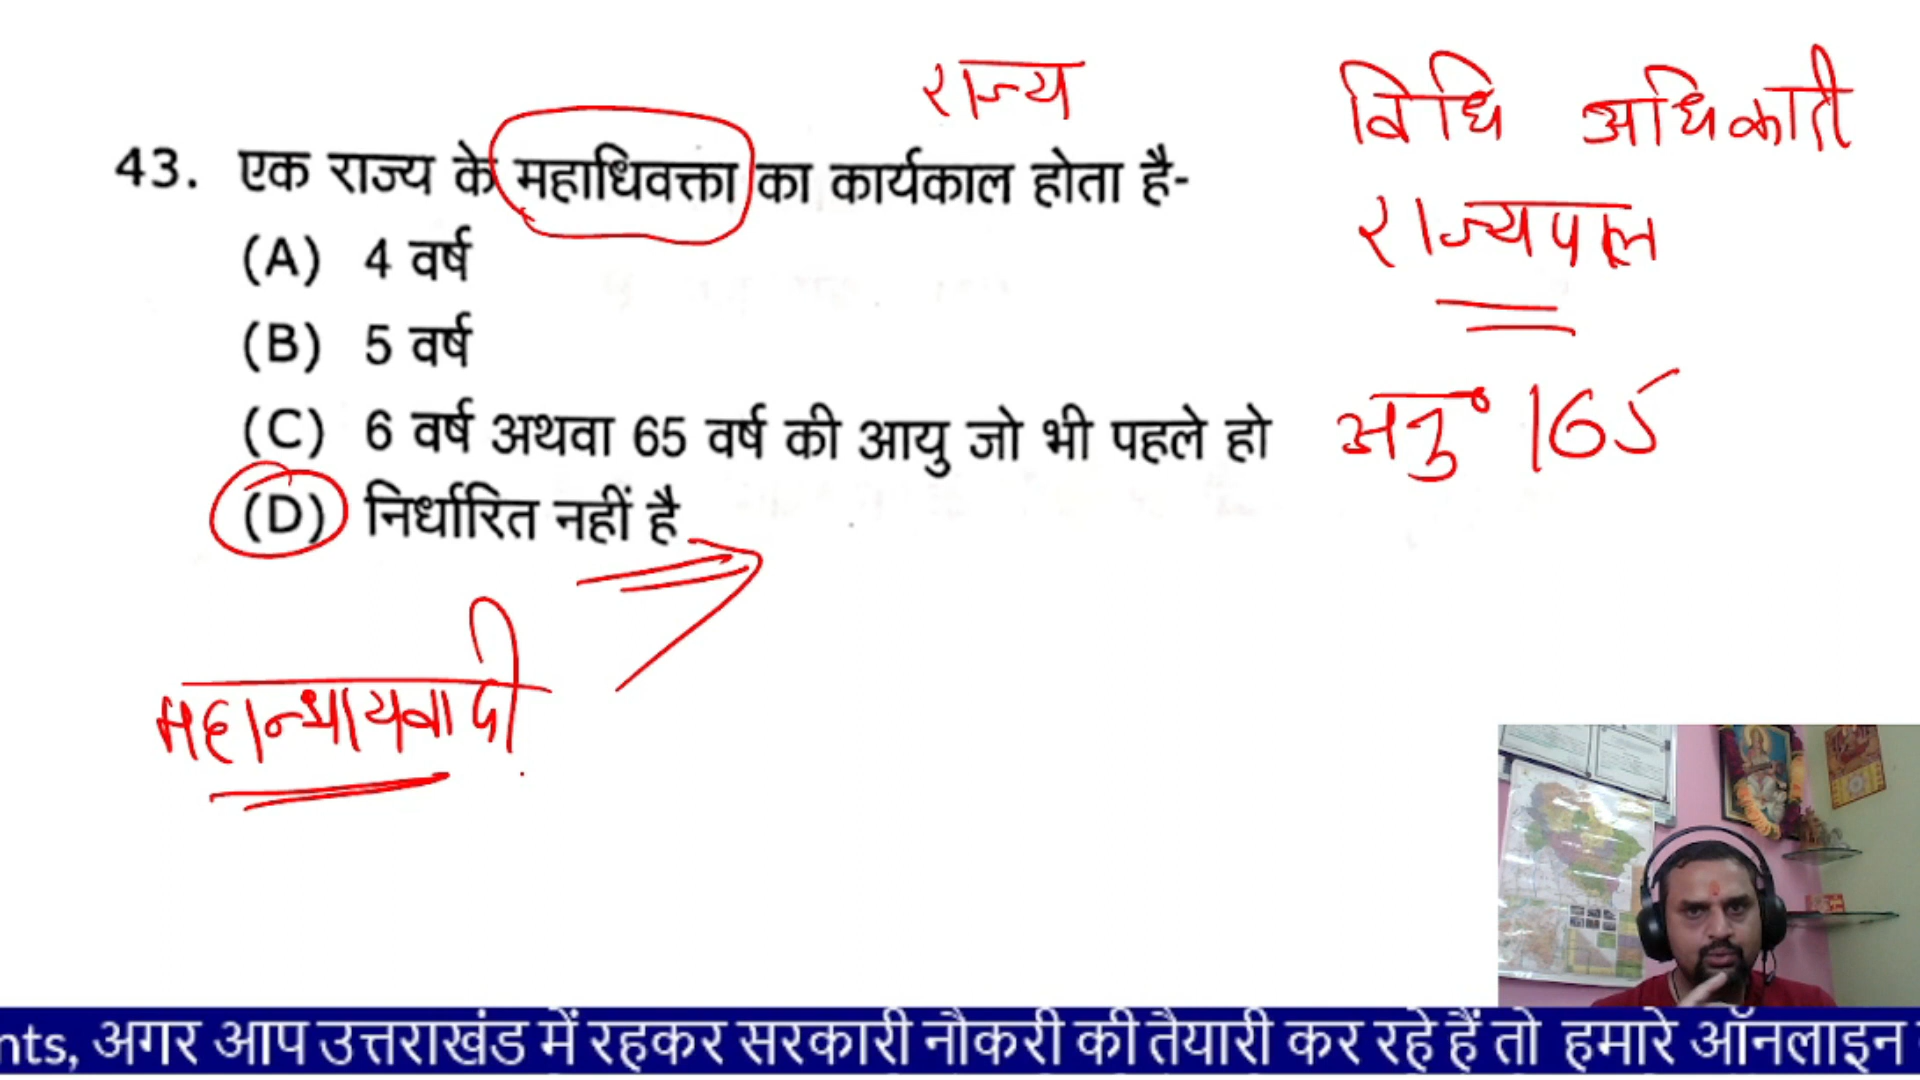 राज्य
विधि अधिकारी
43. एक राज्य के महाधिवक्ता का कार्यकाल होता है-
राज्यपाल
(A) 4 वर्ष
(B) 5 वर्ष
(C) 6 वर्ष अथवा 65 वर्ष की आयु जो भी पहले हो
अनु॰ 165
(D) निर्धारित नहीं है
महान्यायवादी
nts, अगर आप उत्तराखंड में रहकर सरकारी नौकरी की तैयारी कर रहे हैं तो हमारे ऑनलाइन